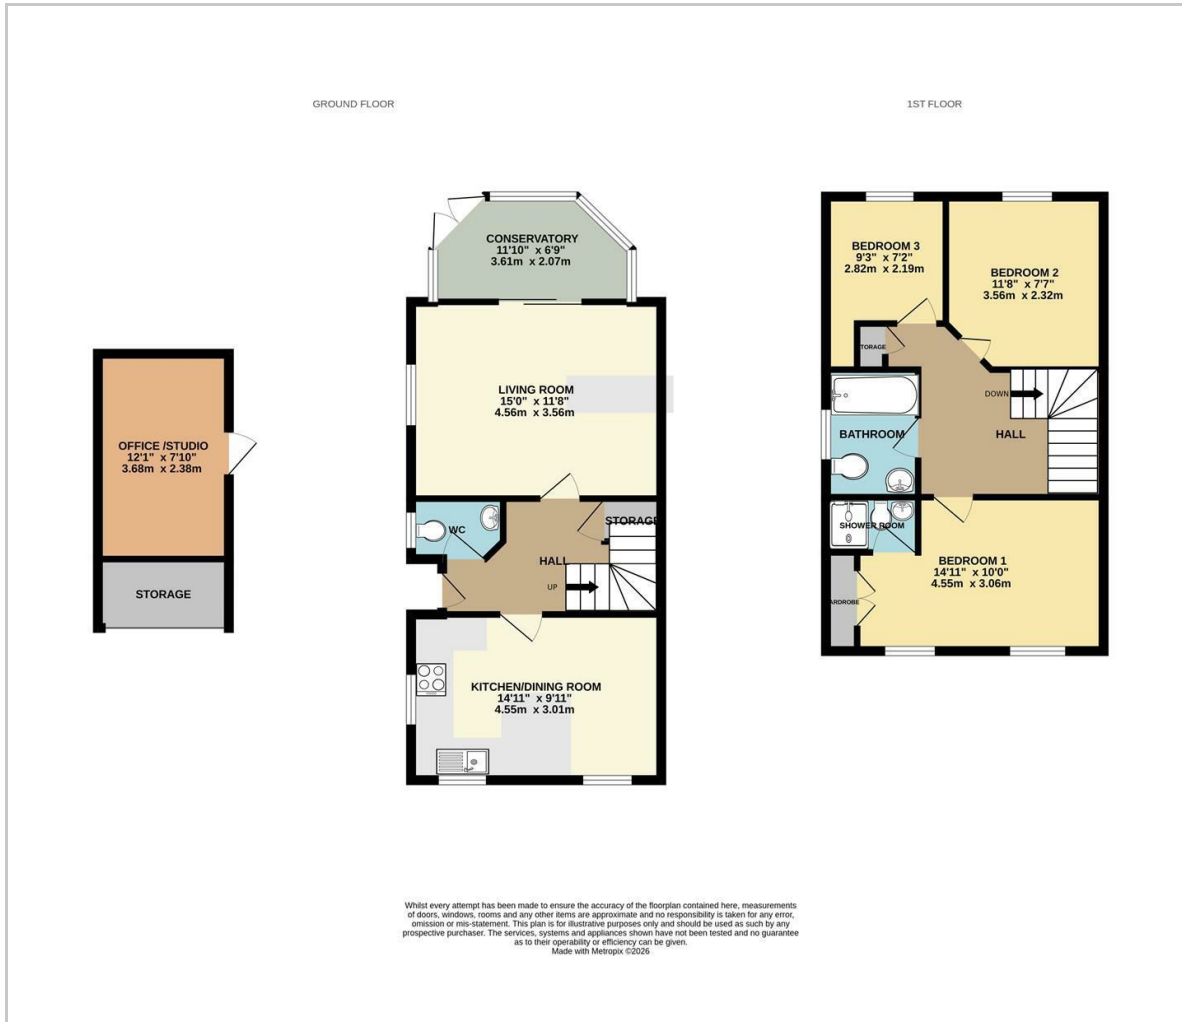 GROUND FLOOR
1ST FLOOR
CONSERVATORY
11'10" x 6'9"
3.61m x 2.07m
LIVING ROOM
15'0" x 11'8"
4.56m x 3.56m
OFFICE /STUDIO
12'1" x 7'10"
3.68m x 2.38m
STORAGE
WC
STORAGE
HALL
UP
KITCHEN/DINING ROOM
14'11" x 9'11"
4.55m x 3.01m
BEDROOM 3
9'3" x 7'2"
2.82m x 2.19m
BEDROOM 2
11'8" x 7'7"
3.56m x 2.32m
TORAGE
DOWN
BATHROOM
HALL
SHOWER ROOM
BEDROOM 1
14'11" x 10'0"
4.55m x 3.06m
ARDROBE
Whilst every attempt has been made to ensure the accuracy of the floorplan contained here, measurements
of doors, windows, rooms and any other items are approximate and no responsibility is taken for any error,
omission or mis-statement. This plan is for illustrative purposes only and should be used as such by any
prospective purchaser. The services, systems and appliances shown have not been tested and no guarantee
as to their operability or efficiency can be given.
Made with Metropix ©2026